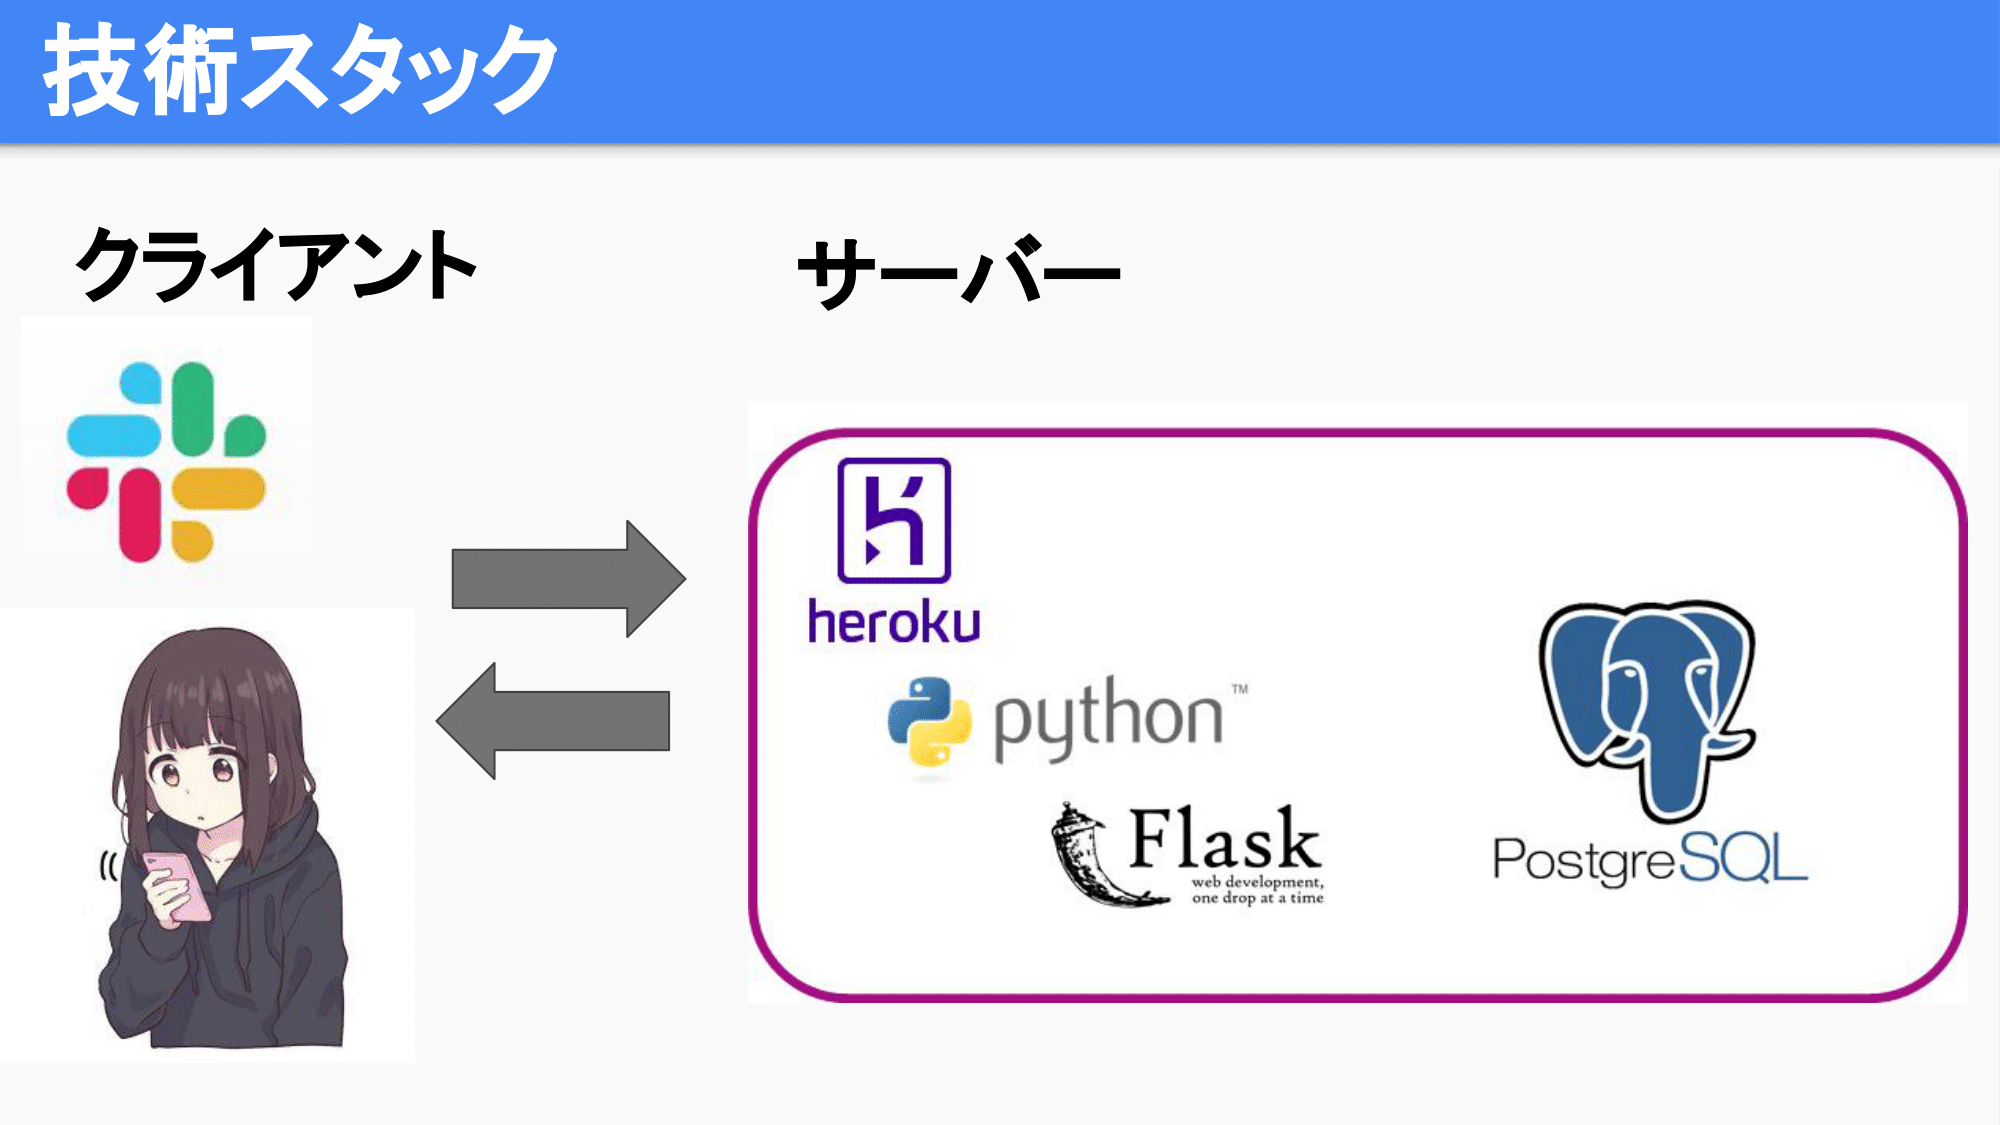 技術スタック
クライアント
サーバー
heroku
python™
Flask
web development,
one drop at a time
PostgreSQL